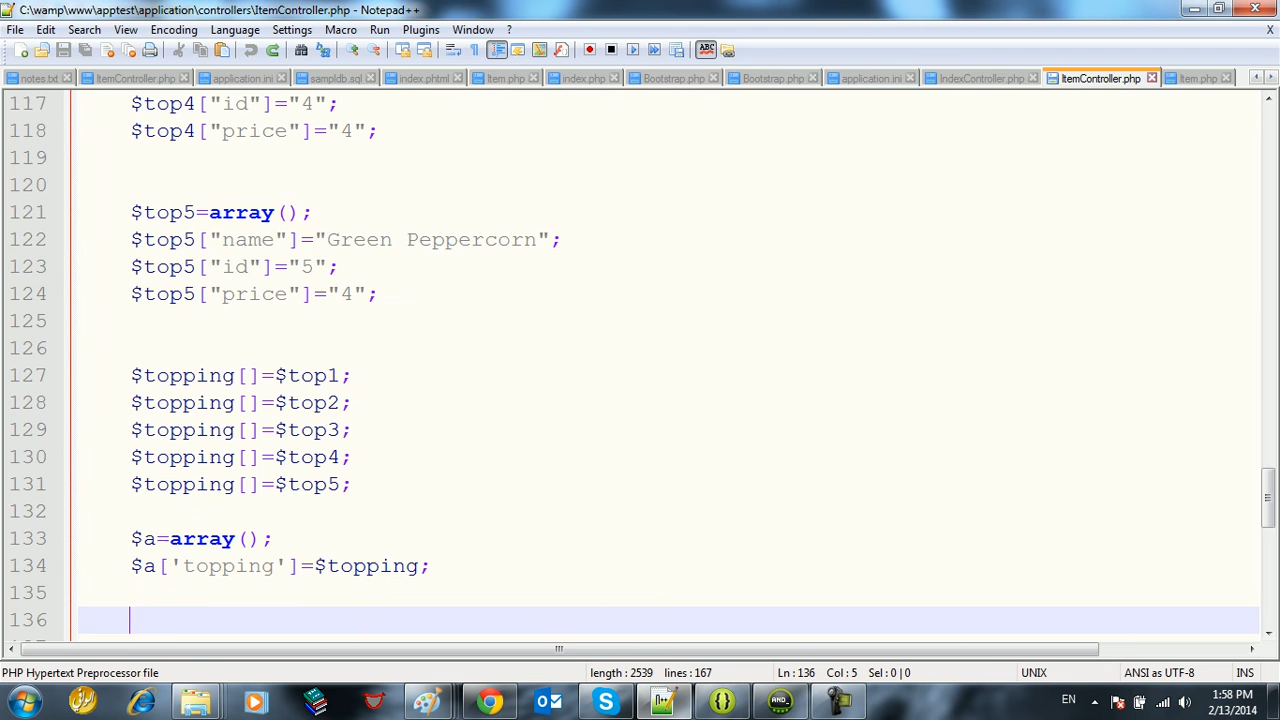 C:\wamp\www\apptest\application\controllers\ItemController.php - Notepad++
File Edit Search View Encoding Language Settings Macro Run Plugins Window ? X
notes.txt ItemController.php application.ini sampldb.sql index.phtml Item.php index.php Bootstrap.php Bootstrap.php application.ini IndexController.php ItemController.php Item.php
117 $top4["id"]="4";
118 $top4["price"]="4";
119
120
121 $top5=array();
122 $top5["name"]="Green Peppercorn";
123 $top5["id"]="5";
124 $top5["price"]="4";
125
126
127 $topping[]=$top1;
128 $topping[]=$top2;
129 $topping[]=$top3;
130 $topping[]=$top4;
131 $topping[]=$top5;
132
133 $a=array();
134 $a['topping']=$topping;
135
136
PHP Hypertext Preprocessor file length : 2539 lines : 167 Ln : 136 Col : 5 Sel : 0 | 0 UNIX ANSI as UTF-8 INS
EN 1:58 PM
2/13/2014